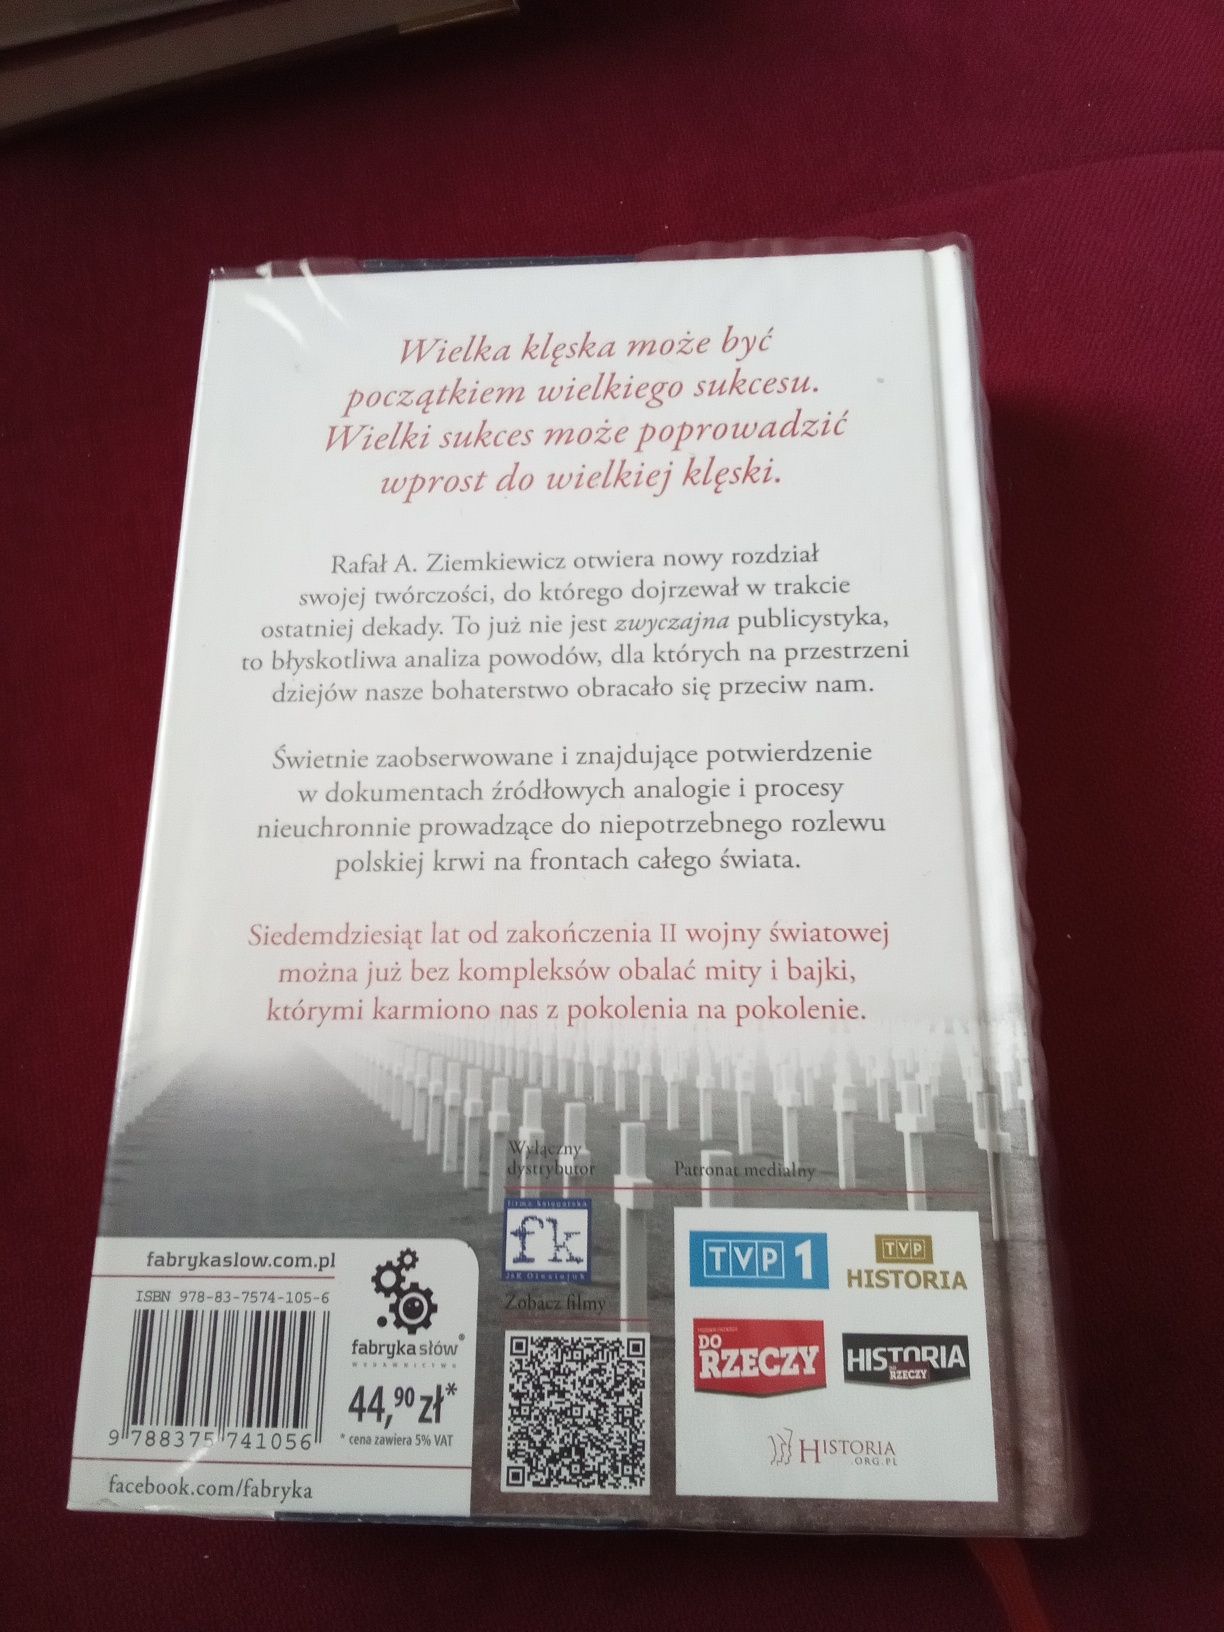 Wielka klęska może być
początkiem wielkiego sukcesu.
Wielki sukces może poprowadzić
wprost do wielkiej klęski.
Rafał A. Ziemkiewicz otwiera nowy rozdział
swojej twórczości, do którego dojrzewał w trakcie
ostatniej dekady. To już nie jest zwyczajna publicystyka,
to błyskotliwa analiza powodów, dla których na przestrzeni
dziejów nasze bohaterstwo obracało się przeciw nam.
Świetnie zaobserwowane i znajdujące potwierdzenie
w dokumentach źródłowych analogie i procesy
nieuchronnie prowadzące do niepotrzebnego rozlewu
polskiej krwi na frontach całego świata.
Siedemdziesiąt lat od zakończenia II wojny światowej
można już bez kompleksów obalać mity i bajki,
którymi karmiono nas z pokolenia na pokolenie.
Wyłączny
dystrybutor
firma księgarska
fk
J&K Olesiejuk
Zobacz filmy
Patronat medialny
TVP 1
TVP
HISTORIA
DO
RZECZY
HISTORIA
DO
RZECZY
HISTORIA
.ORG.PL
fabrykaslow.com.pl
ISBN 978-83-7574-105-6
9 788375 741056
fabryka słów®
WYDAWNICTWO
44,90 zł*
* cena zawiera 5% VAT
facebook.com/fabryka